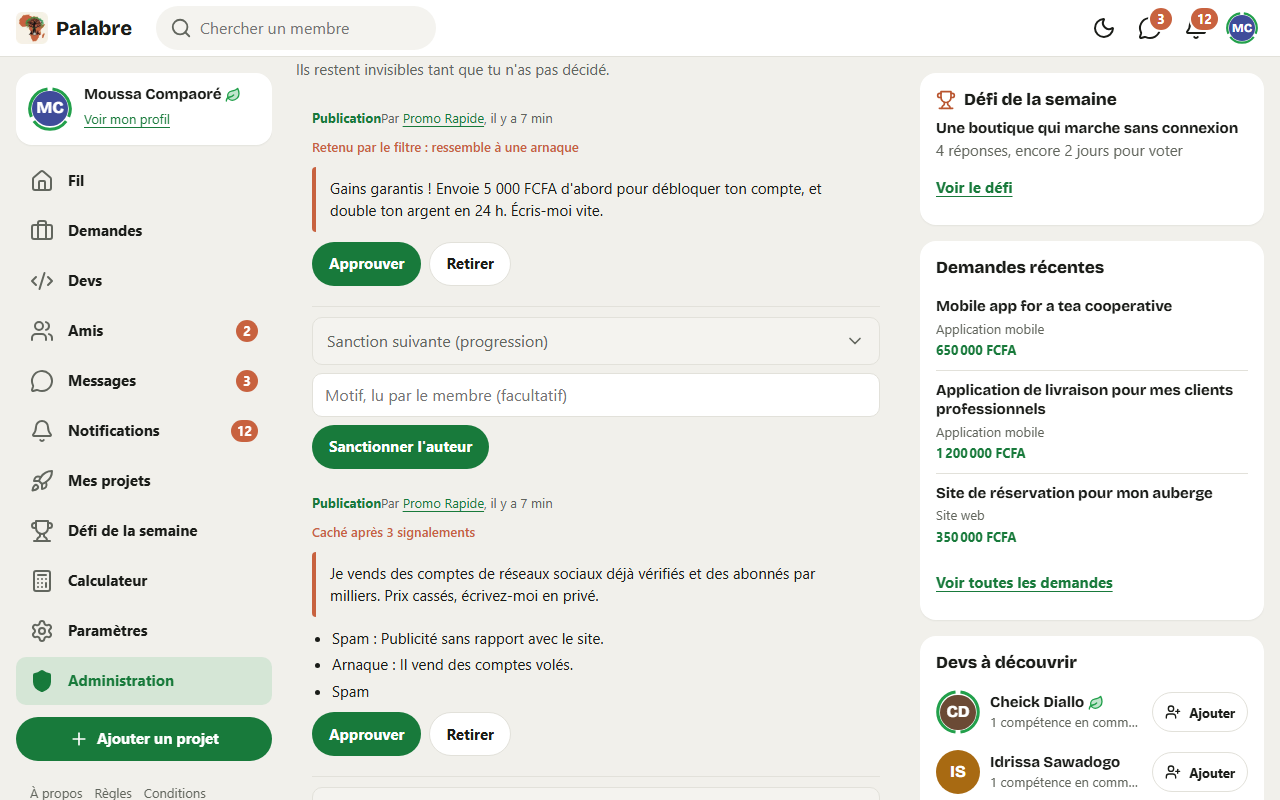 Palabre
Chercher un membre
3
12
MC
MC
Moussa Compaoré
Voir mon profil
Fil
Demandes
Devs
Amis
2
Messages
3
Notifications
12
Mes projets
Défi de la semaine
Calculateur
Paramètres
Administration
Ajouter un projet
À propos Règles Conditions
Ils restent invisibles tant que tu n'as pas décidé.
PublicationPar Promo Rapide, il y a 7 min
Retenu par le filtre : ressemble à une arnaque
Gains garantis ! Envoie 5 000 FCFA d'abord pour débloquer ton compte, et
double ton argent en 24 h. Écris-moi vite.
Approuver Retirer
Sanction suivante (progression)
Motif, lu par le membre (facultatif)
Sanctionner l'auteur
PublicationPar Promo Rapide, il y a 7 min
Caché après 3 signalements
Je vends des comptes de réseaux sociaux déjà vérifiés et des abonnés par
milliers. Prix cassés, écrivez-moi en privé.
• Spam : Publicité sans rapport avec le site.
• Arnaque : Il vend des comptes volés.
• Spam
Approuver Retirer
Défi de la semaine
Une boutique qui marche sans connexion
4 réponses, encore 2 jours pour voter
Voir le défi
Demandes récentes
Mobile app for a tea cooperative
Application mobile
650 000 FCFA
Application de livraison pour mes clients
professionnels
Application mobile
1 200 000 FCFA
Site de réservation pour mon auberge
Site web
350 000 FCFA
Voir toutes les demandes
Devs à découvrir
CD
Cheick Diallo
1 compétence en comm...
Ajouter
IS
Idrissa Sawadogo
1 compétence en comm...
Ajouter